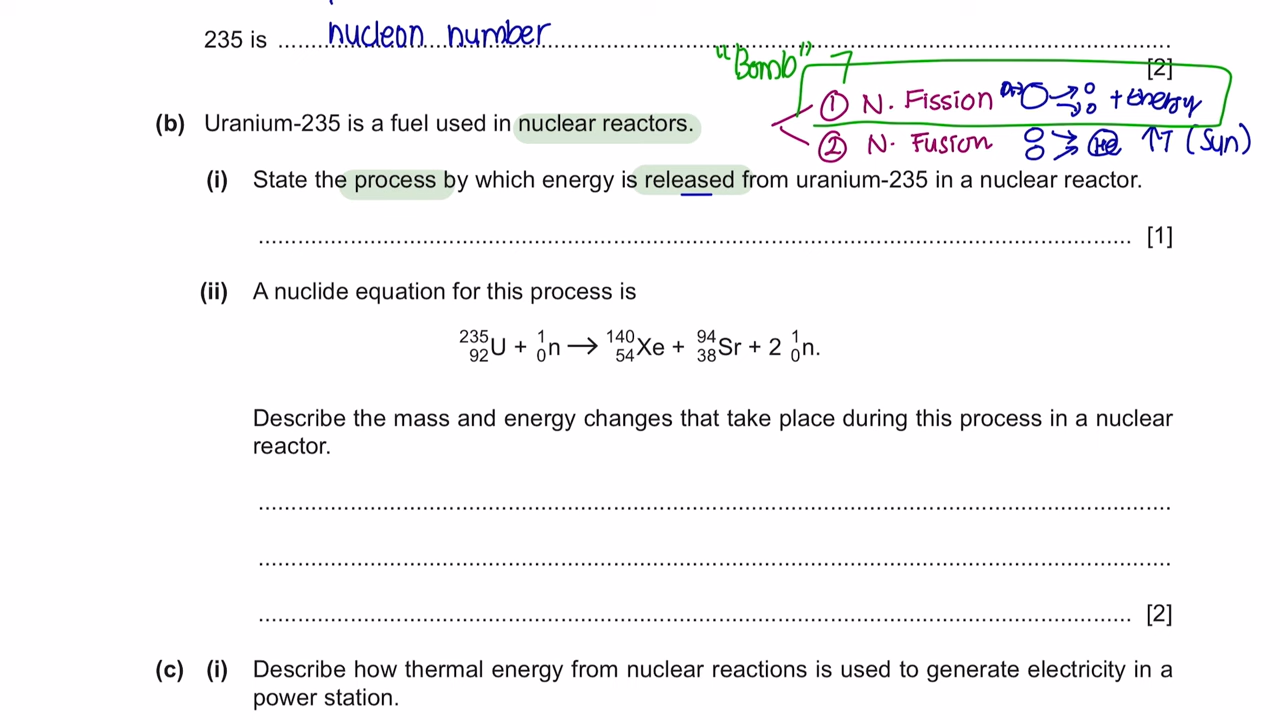 235 is nucleon number
"Bomb" [2]
① N. Fission + Energy
(b) Uranium-235 is a fuel used in nuclear reactors.
② N. Fusion He ↑T (Sun)
(i) State the process by which energy is released from uranium-235 in a nuclear reactor.
[1]
(ii) A nuclide equation for this process is
²³⁵₉₂U + ¹₀n → ¹⁴⁰₅₄Xe + ⁹⁴₃₈Sr + 2 ¹₀n.
Describe the mass and energy changes that take place during this process in a nuclear
reactor.
[2]
(c) (i) Describe how thermal energy from nuclear reactions is used to generate electricity in a
power station.